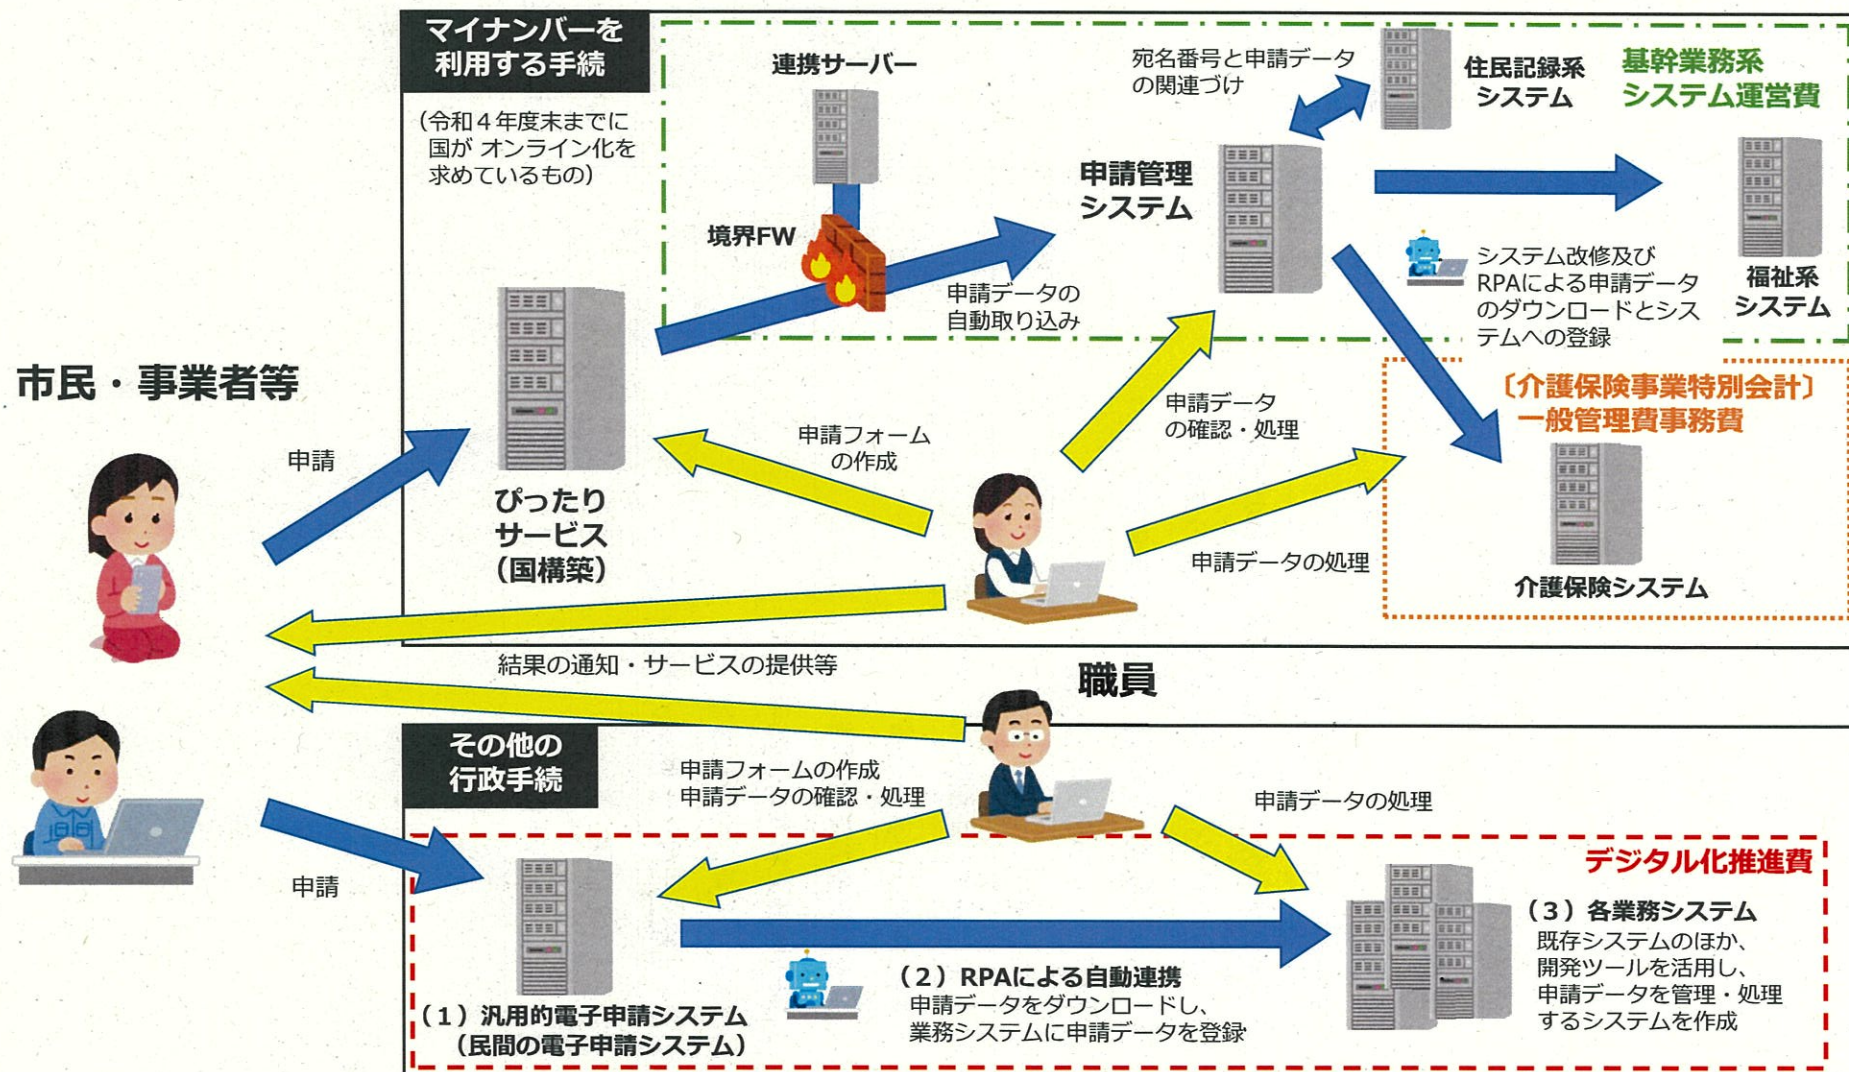 マイナンバーを
利用する手続
（令和４年度末までに
国が オンライン化を
求めているもの）
連携サーバー
境界FW
宛名番号と申請データ
の関連づけ
住民記録系
システム
基幹業務系
システム運営費
申請管理
システム
申請データの
自動取り込み
システム改修及び
RPAによる申請データ
のダウンロードとシス
テムへの登録
福祉系
システム
市民・事業者等
申請
ぴったり
サービス
（国構築）
申請フォーム
の作成
申請データ
の確認・処理
申請データの処理
〔介護保険事業特別会計〕
一般管理費事務費
介護保険システム
結果の通知・サービスの提供等
職員
その他の
行政手続
申請フォームの作成
申請データの確認・処理
申請データの処理
デジタル化推進費
申請
（１）汎用的電子申請システム
（民間の電子申請システム）
（２）RPAによる自動連携
申請データをダウンロードし、
業務システムに申請データを登録
（３）各業務システム
既存システムのほか、
開発ツールを活用し、
申請データを管理・処理
するシステムを作成